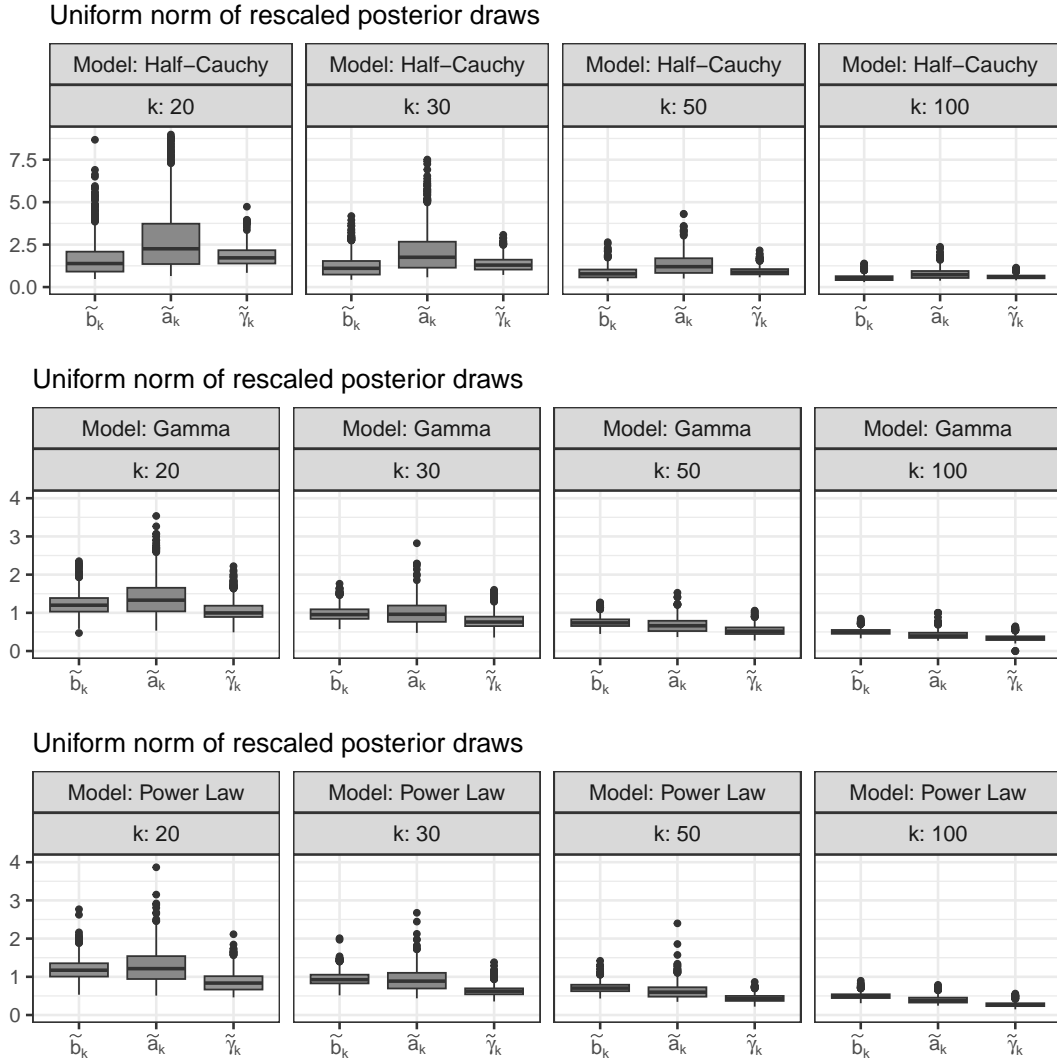 Uniform norm of rescaled posterior draws
Model: Half−Cauchy Model: Half−Cauchy Model: Half−Cauchy Model: Half−Cauchy
k: 20 k: 30 k: 50 k: 100
7.5
5.0
2.5
0.0
b̃ₖ ãₖ γ̃ₖ b̃ₖ ãₖ γ̃ₖ b̃ₖ ãₖ γ̃ₖ b̃ₖ ãₖ γ̃ₖ
Uniform norm of rescaled posterior draws
Model: Gamma Model: Gamma Model: Gamma Model: Gamma
k: 20 k: 30 k: 50 k: 100
4
3
2
1
0
b̃ₖ ãₖ γ̃ₖ b̃ₖ ãₖ γ̃ₖ b̃ₖ ãₖ γ̃ₖ b̃ₖ ãₖ γ̃ₖ
Uniform norm of rescaled posterior draws
Model: Power Law Model: Power Law Model: Power Law Model: Power Law
k: 20 k: 30 k: 50 k: 100
4
3
2
1
0
b̃ₖ ãₖ γ̃ₖ b̃ₖ ãₖ γ̃ₖ b̃ₖ ãₖ γ̃ₖ b̃ₖ ãₖ γ̃ₖ